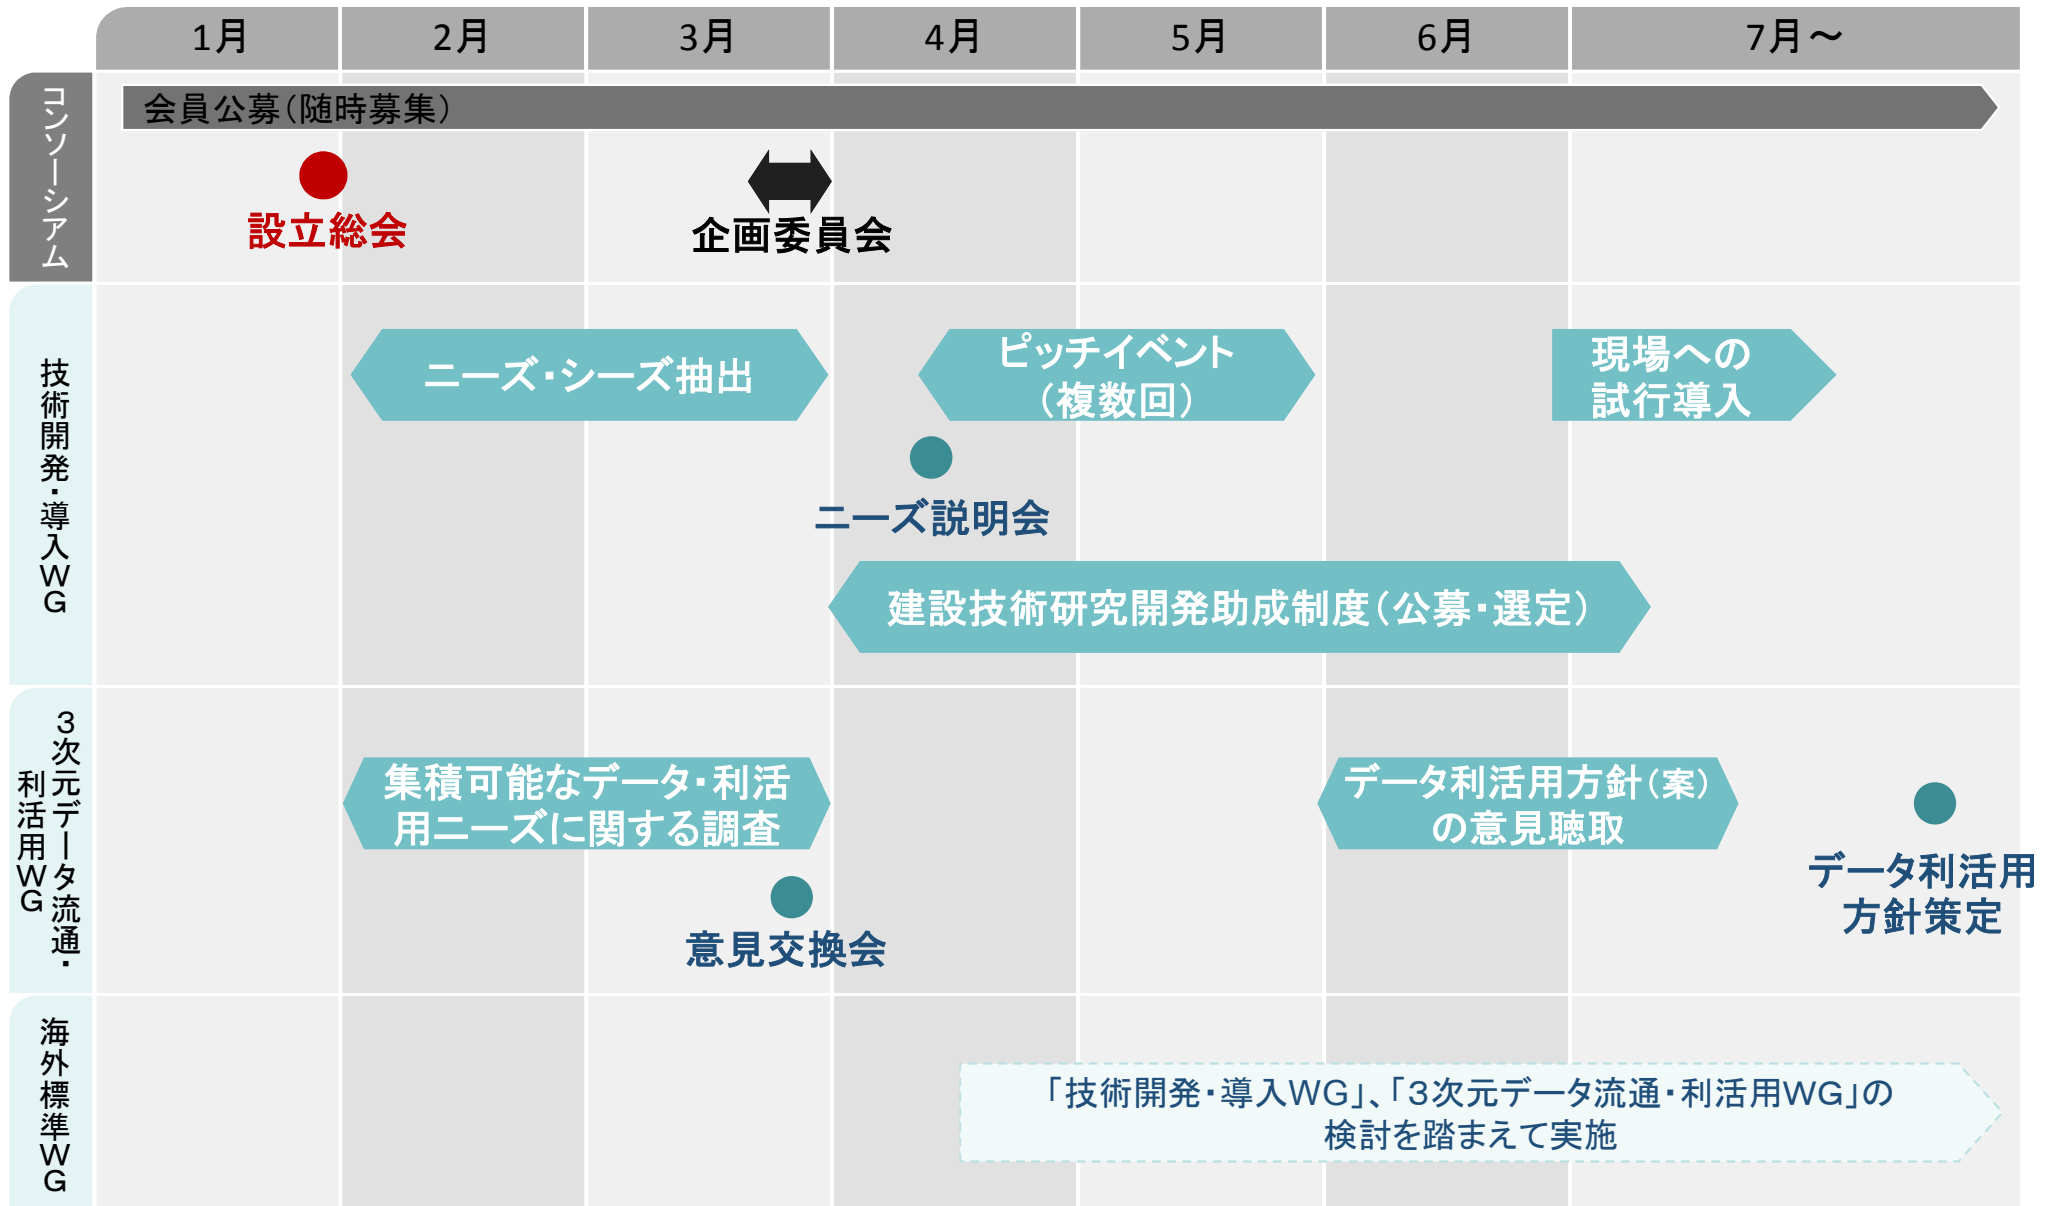 1月
2月
3月
4月
5月
6月
7月～
コンソーシアム
会員公募（随時募集）
設立総会
企画委員会
技術開発・導入ＷＧ
ニーズ・シーズ抽出
ピッチイベント
（複数回）
現場への
試行導入
ニーズ説明会
建設技術研究開発助成制度（公募・選定）
３次元データ流通・
利活用ＷＧ
集積可能なデータ・利活
用ニーズに関する調査
データ利活用方針（案）
の意見聴取
意見交換会
データ利活用
方針策定
海外標準ＷＧ
「技術開発・導入ＷＧ」、「３次元データ流通・利活用ＷＧ」の
検討を踏まえて実施